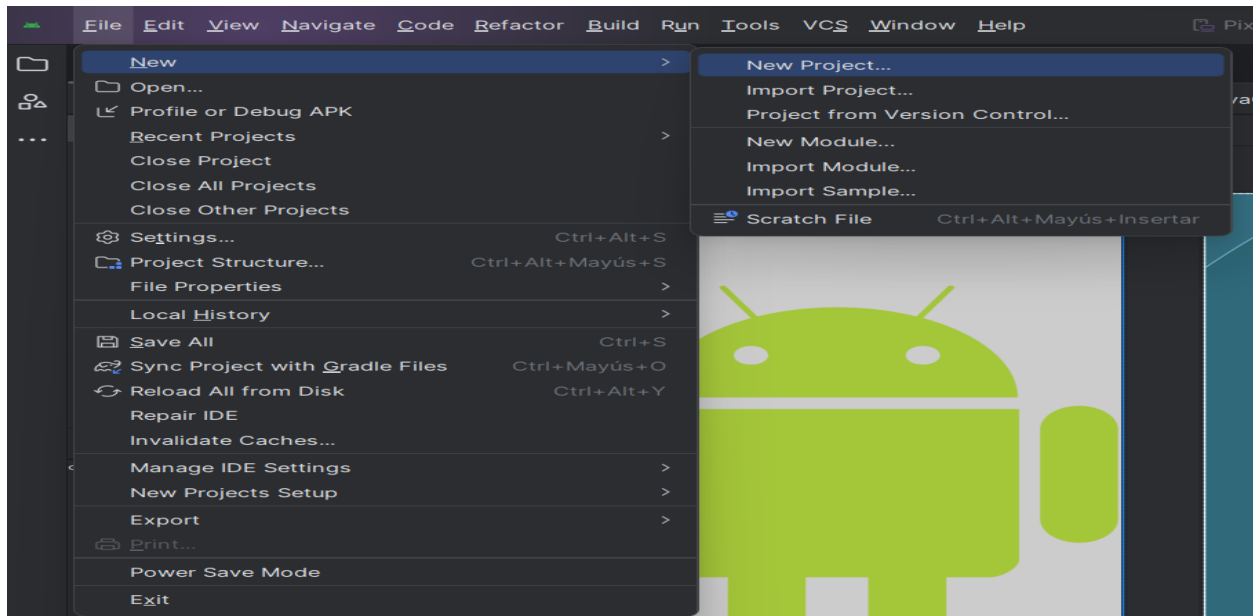 File Edit View Navigate Code Refactor Build Run Tools VCS Window Help
New >
Open...
Profile or Debug APK
Recent Projects >
Close Project
Close All Projects
Close Other Projects
Settings... Ctrl+Alt+S
Project Structure... Ctrl+Alt+Mayús+S
File Properties >
Local History >
Save All Ctrl+S
Sync Project with Gradle Files Ctrl+Mayús+O
Reload All from Disk Ctrl+Alt+Y
Repair IDE
Invalidate Caches...
Manage IDE Settings >
New Projects Setup >
Export >
Print...
Power Save Mode
Exit
New Project...
Import Project...
Project from Version Control...
New Module...
Import Module...
Import Sample...
Scratch File Ctrl+Alt+Mayús+Insertar